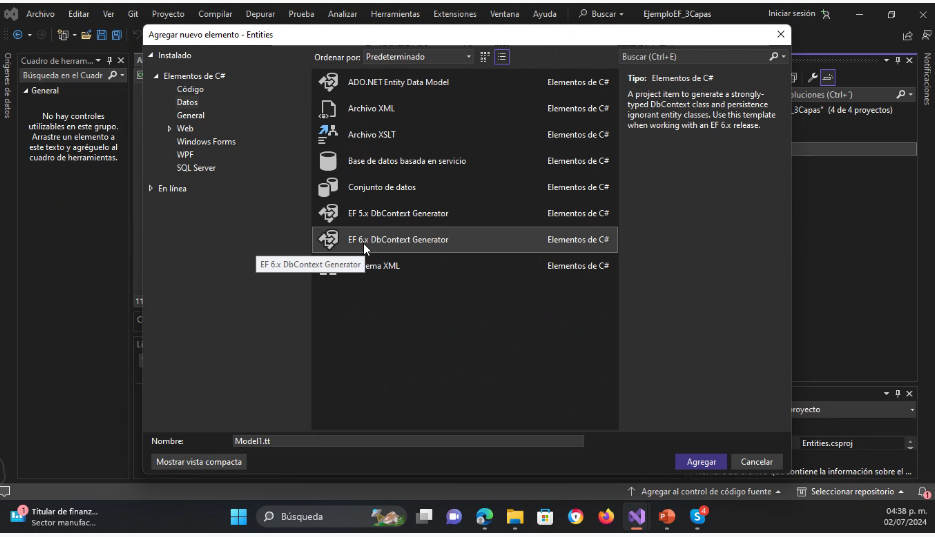 Archivo Editar Ver Git Proyecto Compilar Depurar Prueba Analizar Herramientas Extensiones Ventana Ayuda Buscar EjemploEF_3Capas Iniciar sesión
Agregar nuevo elemento - Entities
Orígenes de datos
Cuadro de herram...
Búsqueda en el Cuadr
General
No hay controles
utilizables en este grupo.
Arrastre un elemento a
este texto y agréguelo al
cuadro de herramientas.
Instalado
Elementos de C#
Código
Datos
General
Web
Windows Forms
WPF
SQL Server
En línea
Ordenar por: Predeterminado
ADO.NET Entity Data Model Elementos de C#
Archivo XML Elementos de C#
Archivo XSLT Elementos de C#
Base de datos basada en servicio Elementos de C#
Conjunto de datos Elementos de C#
EF 5.x DbContext Generator Elementos de C#
EF 6.x DbContext Generator Elementos de C#
EF 6.x DbContext Generator
ema XML Elementos de C#
Buscar (Ctrl+E)
Tipo: Elementos de C#
A project item to generate a strongly-
typed DbContext class and persistence
ignorant entity classes. Use this template
when working with an EF 6.x release.
oluciones (Ctrl+´)
_3Capas" (4 de 4 proyectos)
Notificaciones
royecto
Entities.csproj
ontiene la información sobre el ...
Nombre: Model1.tt
Mostrar vista compacta Agregar Cancelar
Agregar al control de código fuente Seleccionar repositorio 1
1 Titular de finanz...
Sector manufac...
Búsqueda
4
04:38 p. m.
02/07/2024